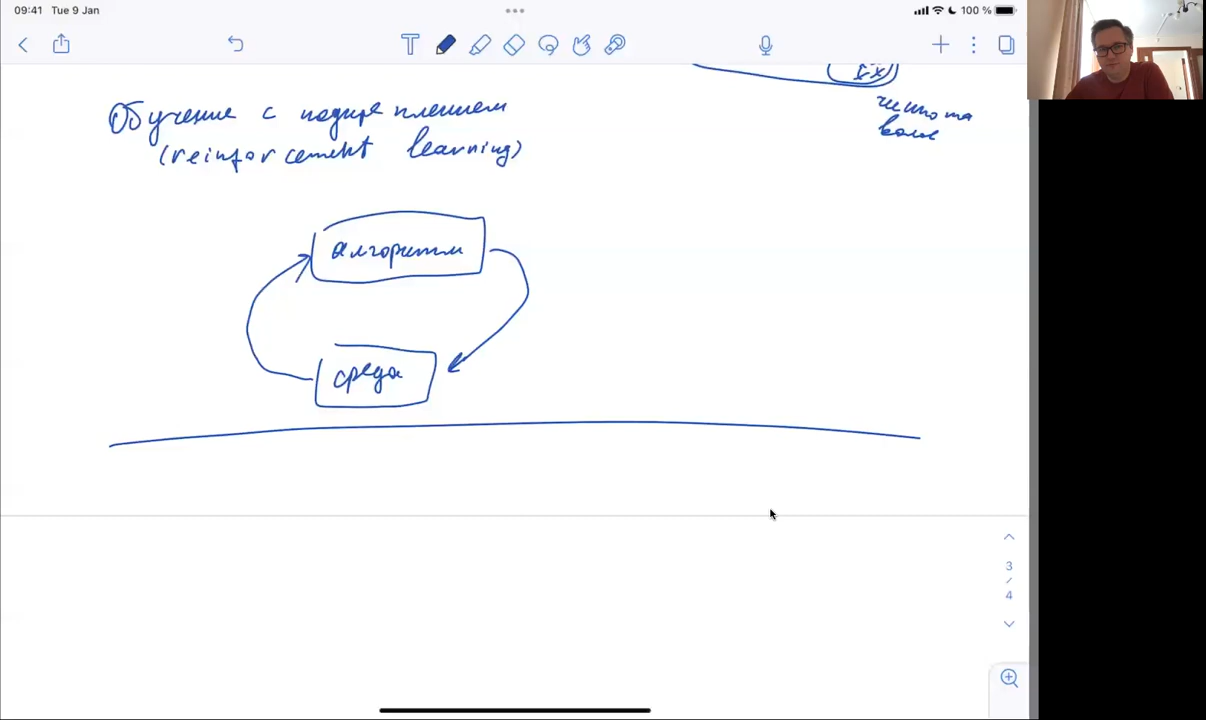 09:41 Tue 9 Jan
100 %
Обучение с подкреплением
(reinforcement learning)
алгоритм
среда
3
/
4